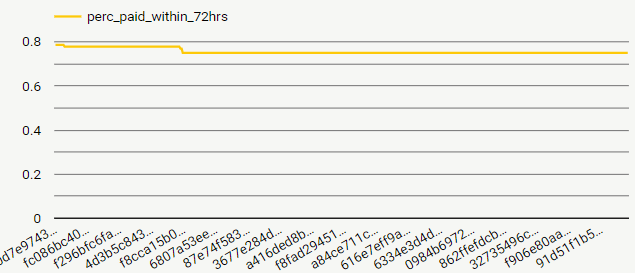 perc_paid_within_72hrs
0.8
0.6
0.4
0.2
0
0d7e9743...
fc086bc40...
f296bfc6fa...
4d3b5c843...
f8cca15b0...
6807a53ee...
87e74f583...
3677e284d...
a416ded8b...
f8fad29451...
a84ce711c...
616e7eff9a...
6334e3d4d...
0984b6972...
862ffefdcb...
32735496c...
f906e80aa...
91d51f1b5...